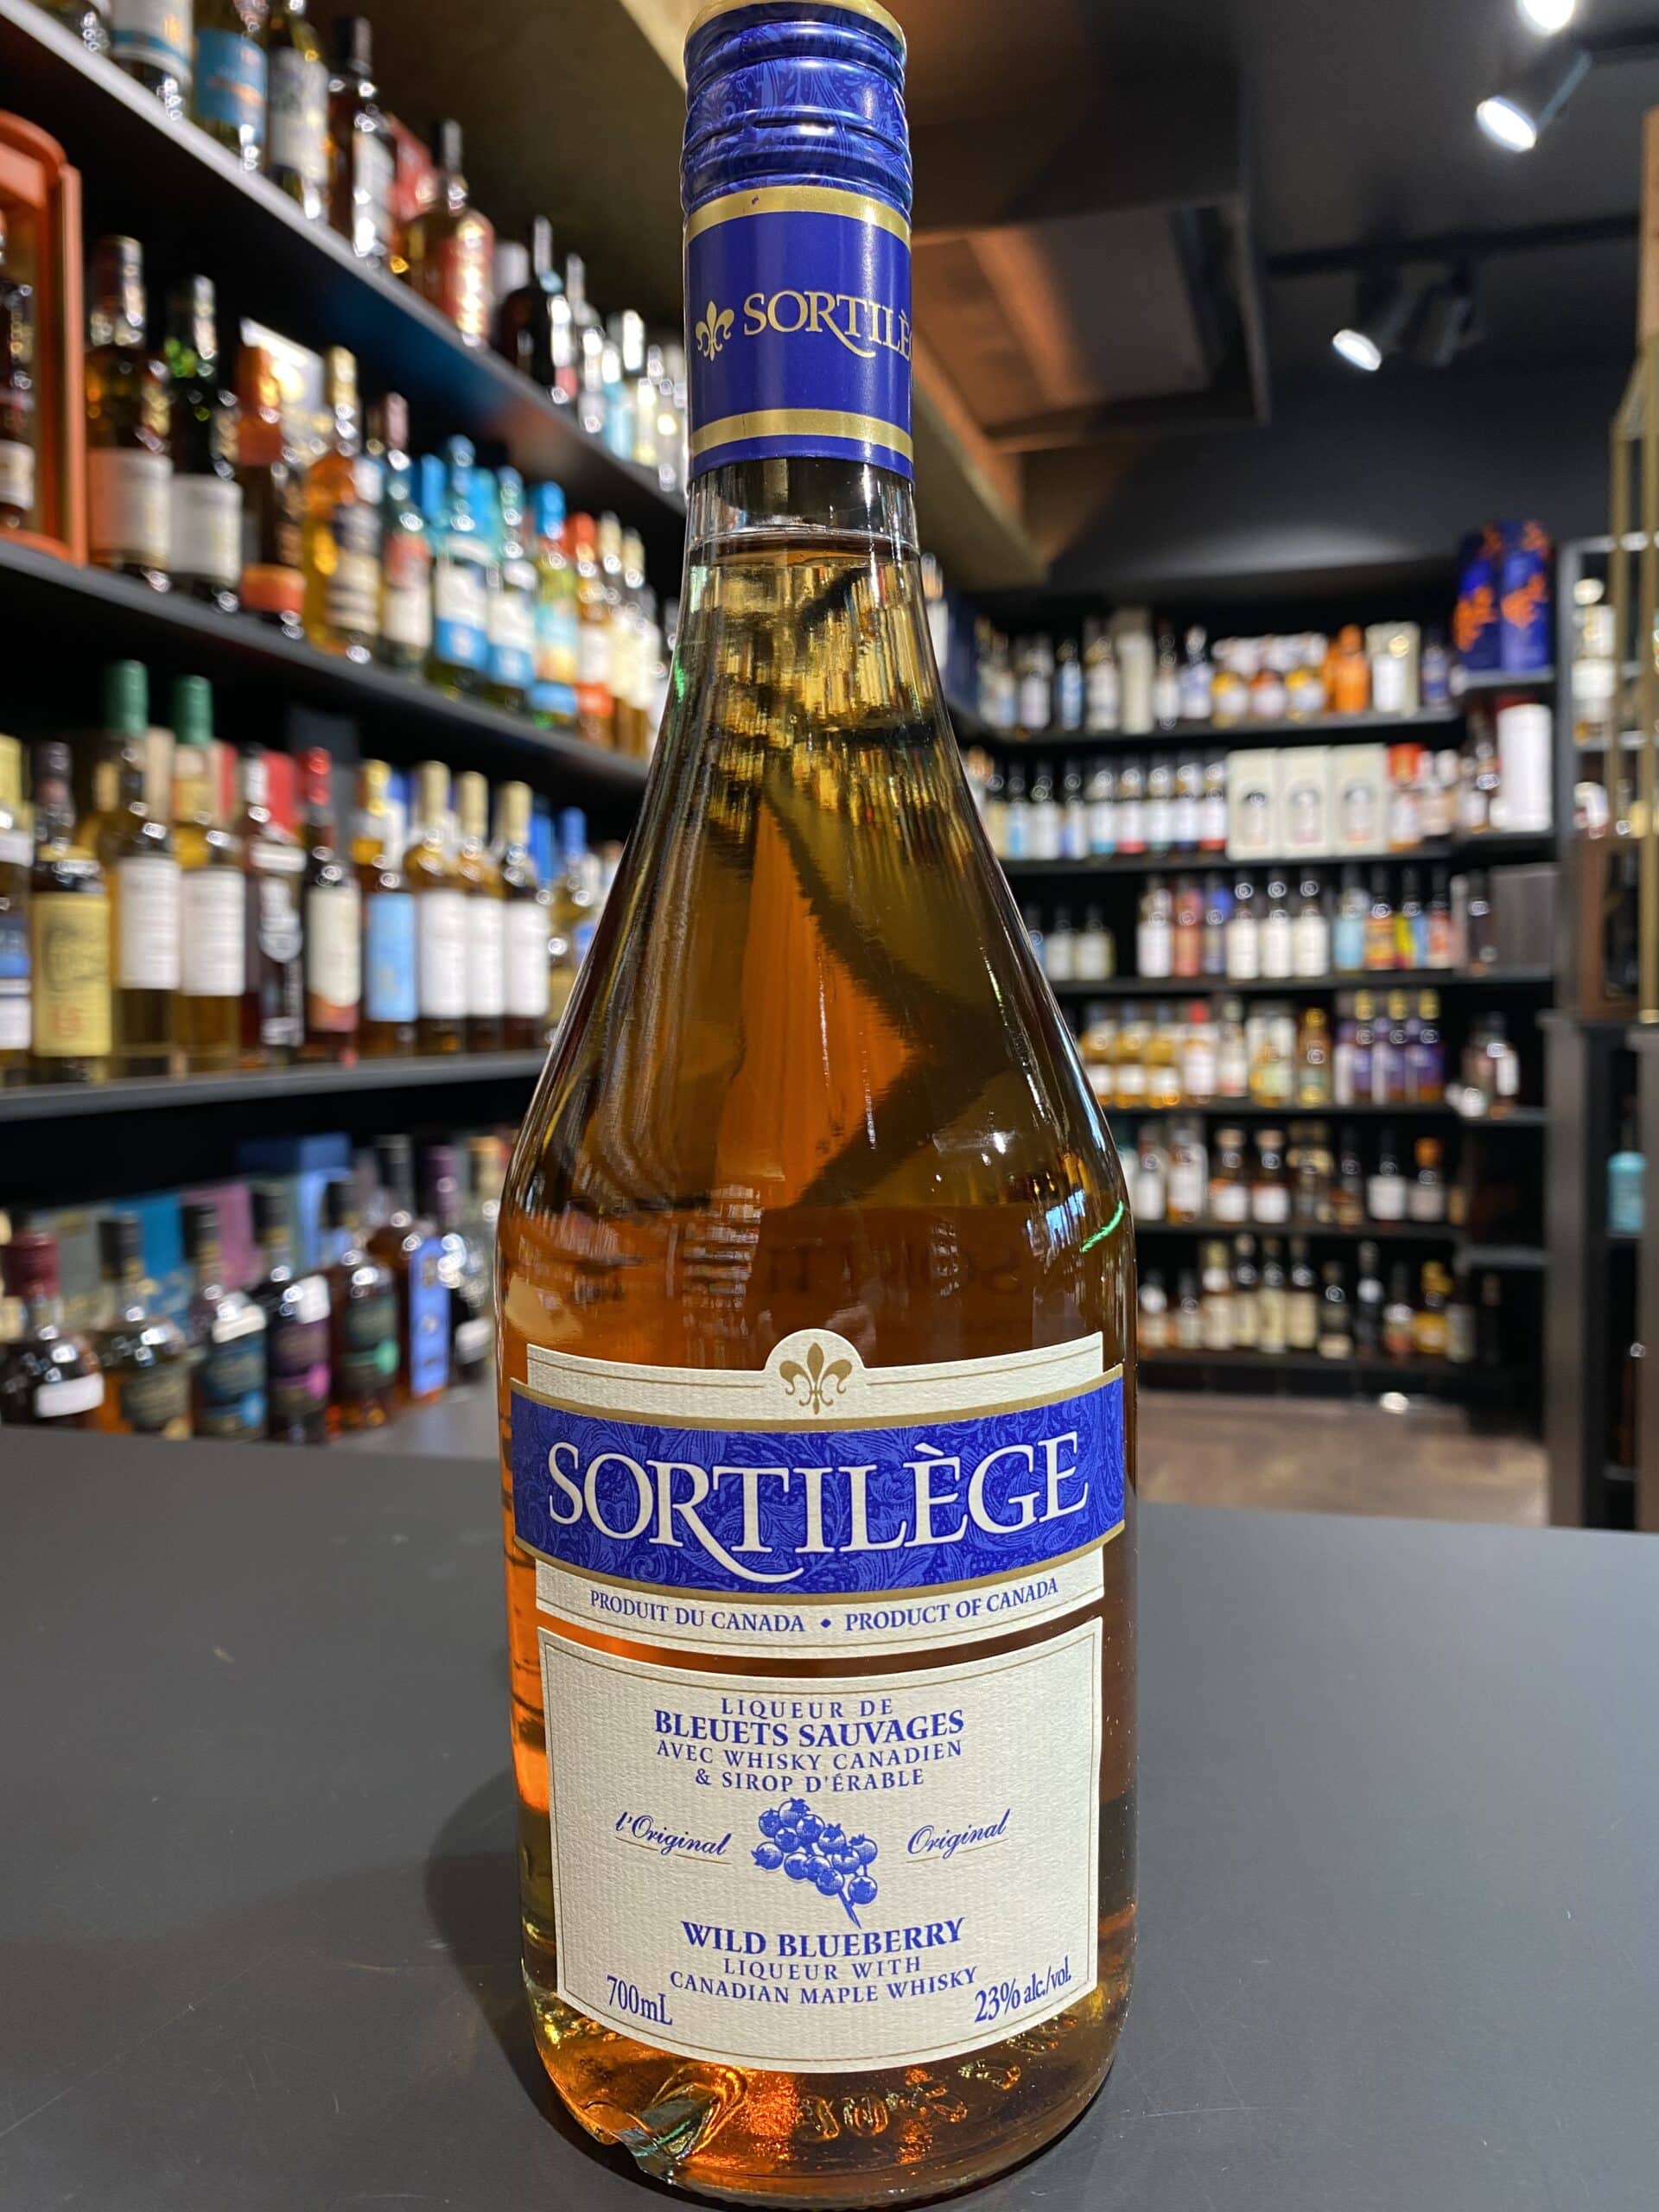 SORTILÈ
SORTILÈGE
PRODUIT DU CANADA • PRODUCT OF CANADA
LIQUEUR DE
BLEUETS SAUVAGES
AVEC WHISKY CANADIEN
& SIROP D'ÉRABLE
l'Original
Original
WILD BLUEBERRY
LIQUEUR WITH
CANADIAN MAPLE WHISKY
700mL
23% alc./vol.